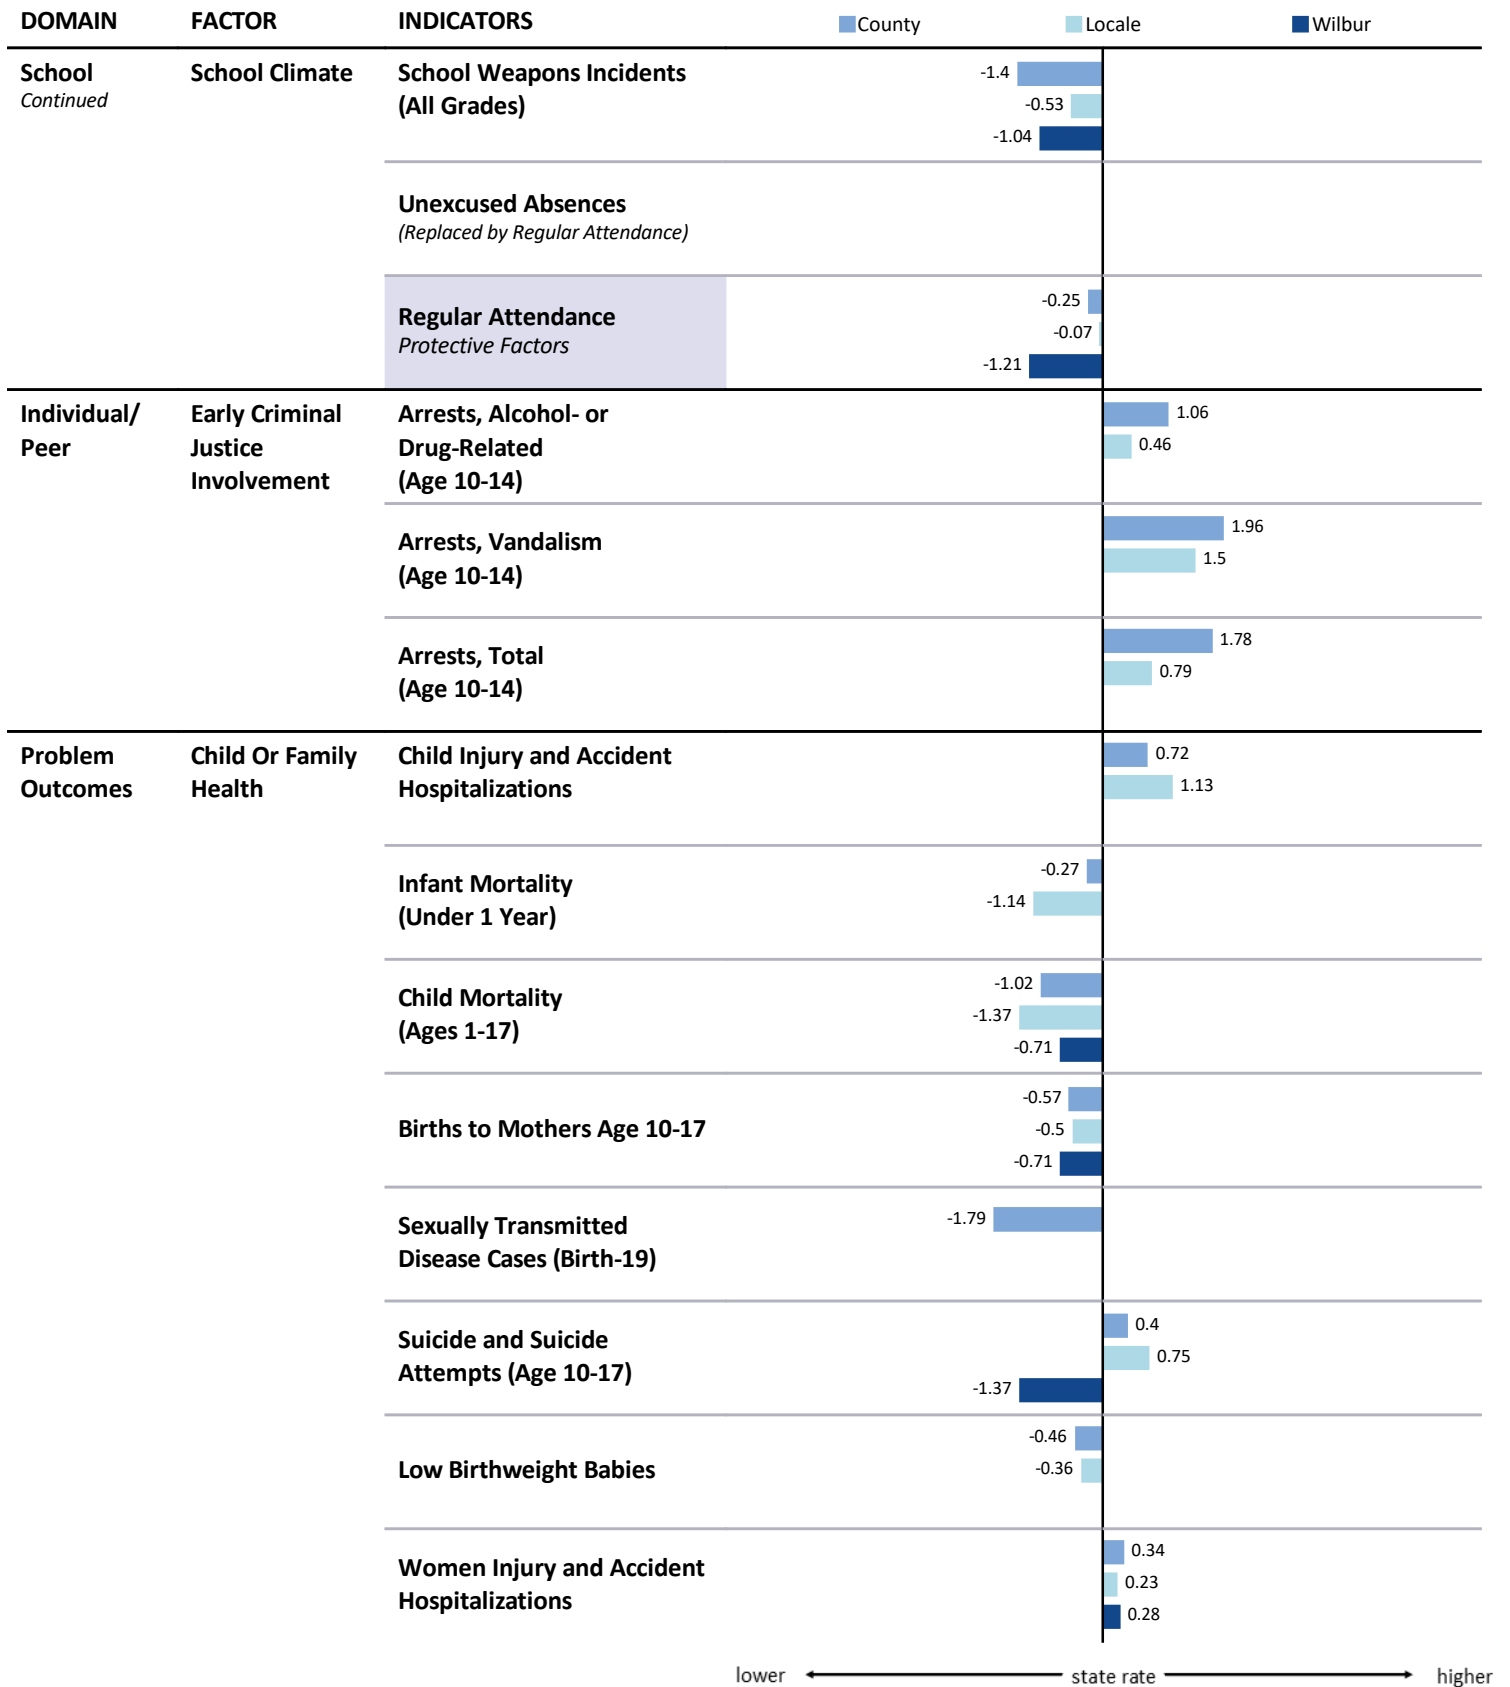 DOMAIN FACTOR INDICATORS County Locale Wilbur
School School Climate School Weapons Incidents
Continued
(All Grades)
-1.4
-0.53
-1.04
Unexcused Absences
(Replaced by Regular Attendance)
Regular Attendance
Protective Factors
-0.25
-0.07
-1.21
Individual/ Early Criminal Arrests, Alcohol- or
Peer Justice Drug-Related
Involvement (Age 10-14)
1.06
0.46
Arrests, Vandalism
(Age 10-14)
1.96
1.5
Arrests, Total
(Age 10-14)
1.78
0.79
Problem Child Or Family Child Injury and Accident
Outcomes Health Hospitalizations
0.72
1.13
Infant Mortality
(Under 1 Year)
-0.27
-1.14
Child Mortality
(Ages 1-17)
-1.02
-1.37
-0.71
Births to Mothers Age 10-17
-0.57
-0.5
-0.71
Sexually Transmitted
Disease Cases (Birth-19)
-1.79
Suicide and Suicide
Attempts (Age 10-17)
0.4
0.75
-1.37
Low Birthweight Babies
-0.46
-0.36
Women Injury and Accident
Hospitalizations
0.34
0.23
0.28
lower state rate higher